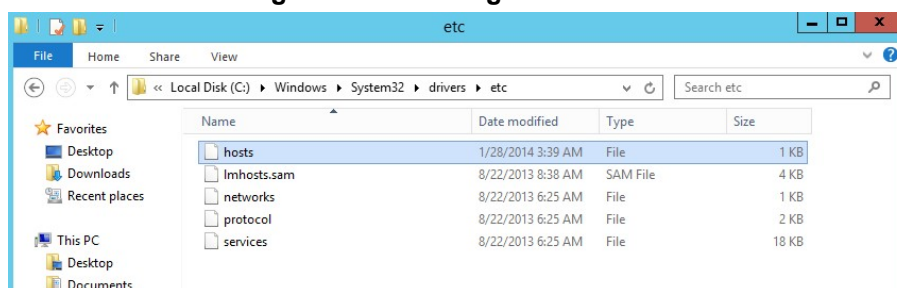 etc
File Home Share View
« Local Disk (C:) ▸ Windows ▸ System32 ▸ drivers ▸ etc
Search etc
Favorites
Desktop
Downloads
Recent places
This PC
Desktop
Documents
Name Date modified Type Size
hosts 1/28/2014 3:39 AM File 1 KB
lmhosts.sam 8/22/2013 8:38 AM SAM File 4 KB
networks 8/22/2013 6:25 AM File 1 KB
protocol 8/22/2013 6:25 AM File 2 KB
services 8/22/2013 6:25 AM File 18 KB